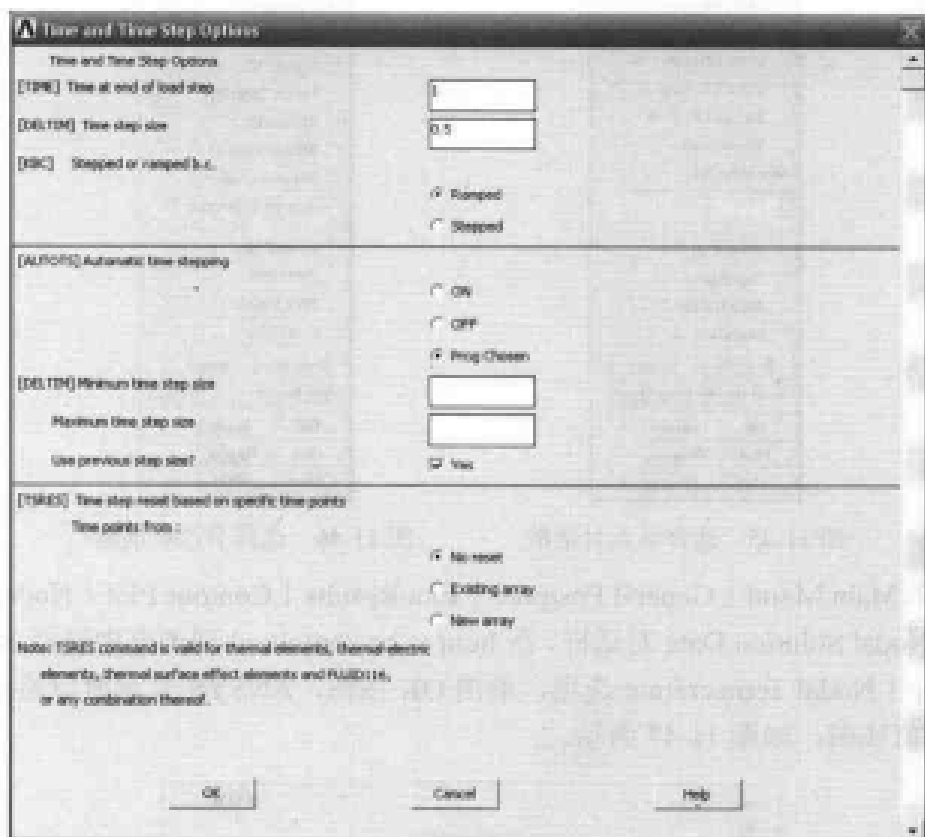 Time and Time Step Options
Time and Time Step Options
[TIME] Time at end of load step
1
[DELTIM] Time step size
0.5
[KBC] Stepped or ramped b.c.
Ramped
Stepped
[AUTOTS] Automatic time stepping
ON
OFF
Prog Chosen
[DELTIM] Minimum time step size
Maximum time step size
Use previous step size?
Yes
[TSRES] Time step reset based on specific time points
Time points from :
No reset
Existing array
New array
Note: TSRES command is valid for thermal elements, thermal-electric
elements, thermal surface effect elements and FLUID116,
or any combination thereof.
OK
Cancel
Help